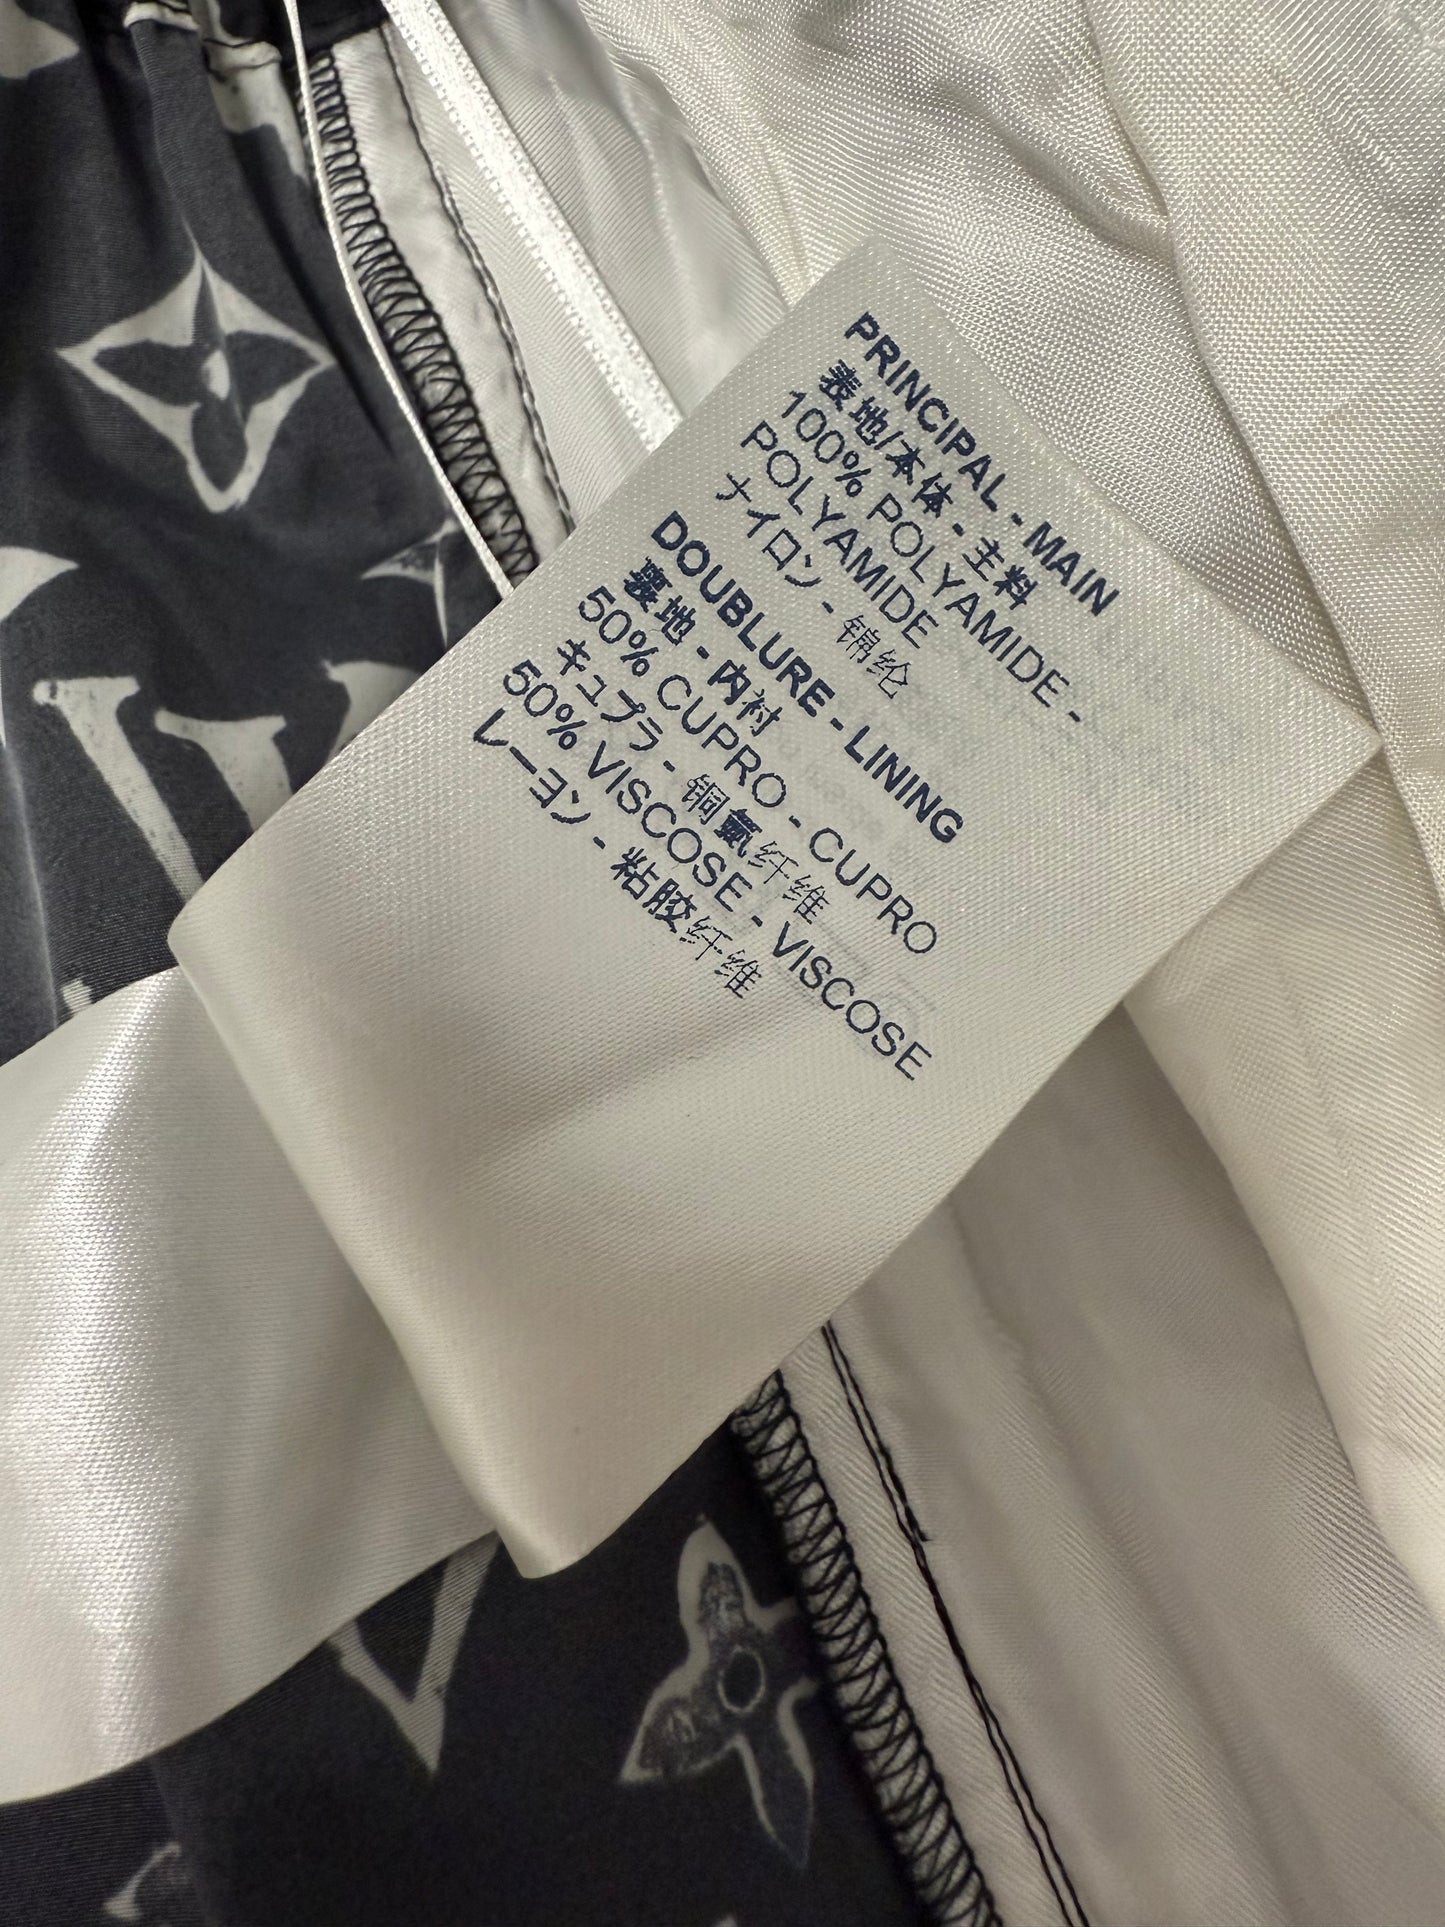 PRINCIPAL - MAIN
表地/本体 - 主料
100% POLYAMIDE -
POLYAMIDE
ナイロン - 锦纶
DOUBLURE - LINING
裏地 - 内衬
50% CUPRO - CUPRO
キュプラ - 铜氨纤维
50% VISCOSE - VISCOSE
レーヨン - 粘胶纤维